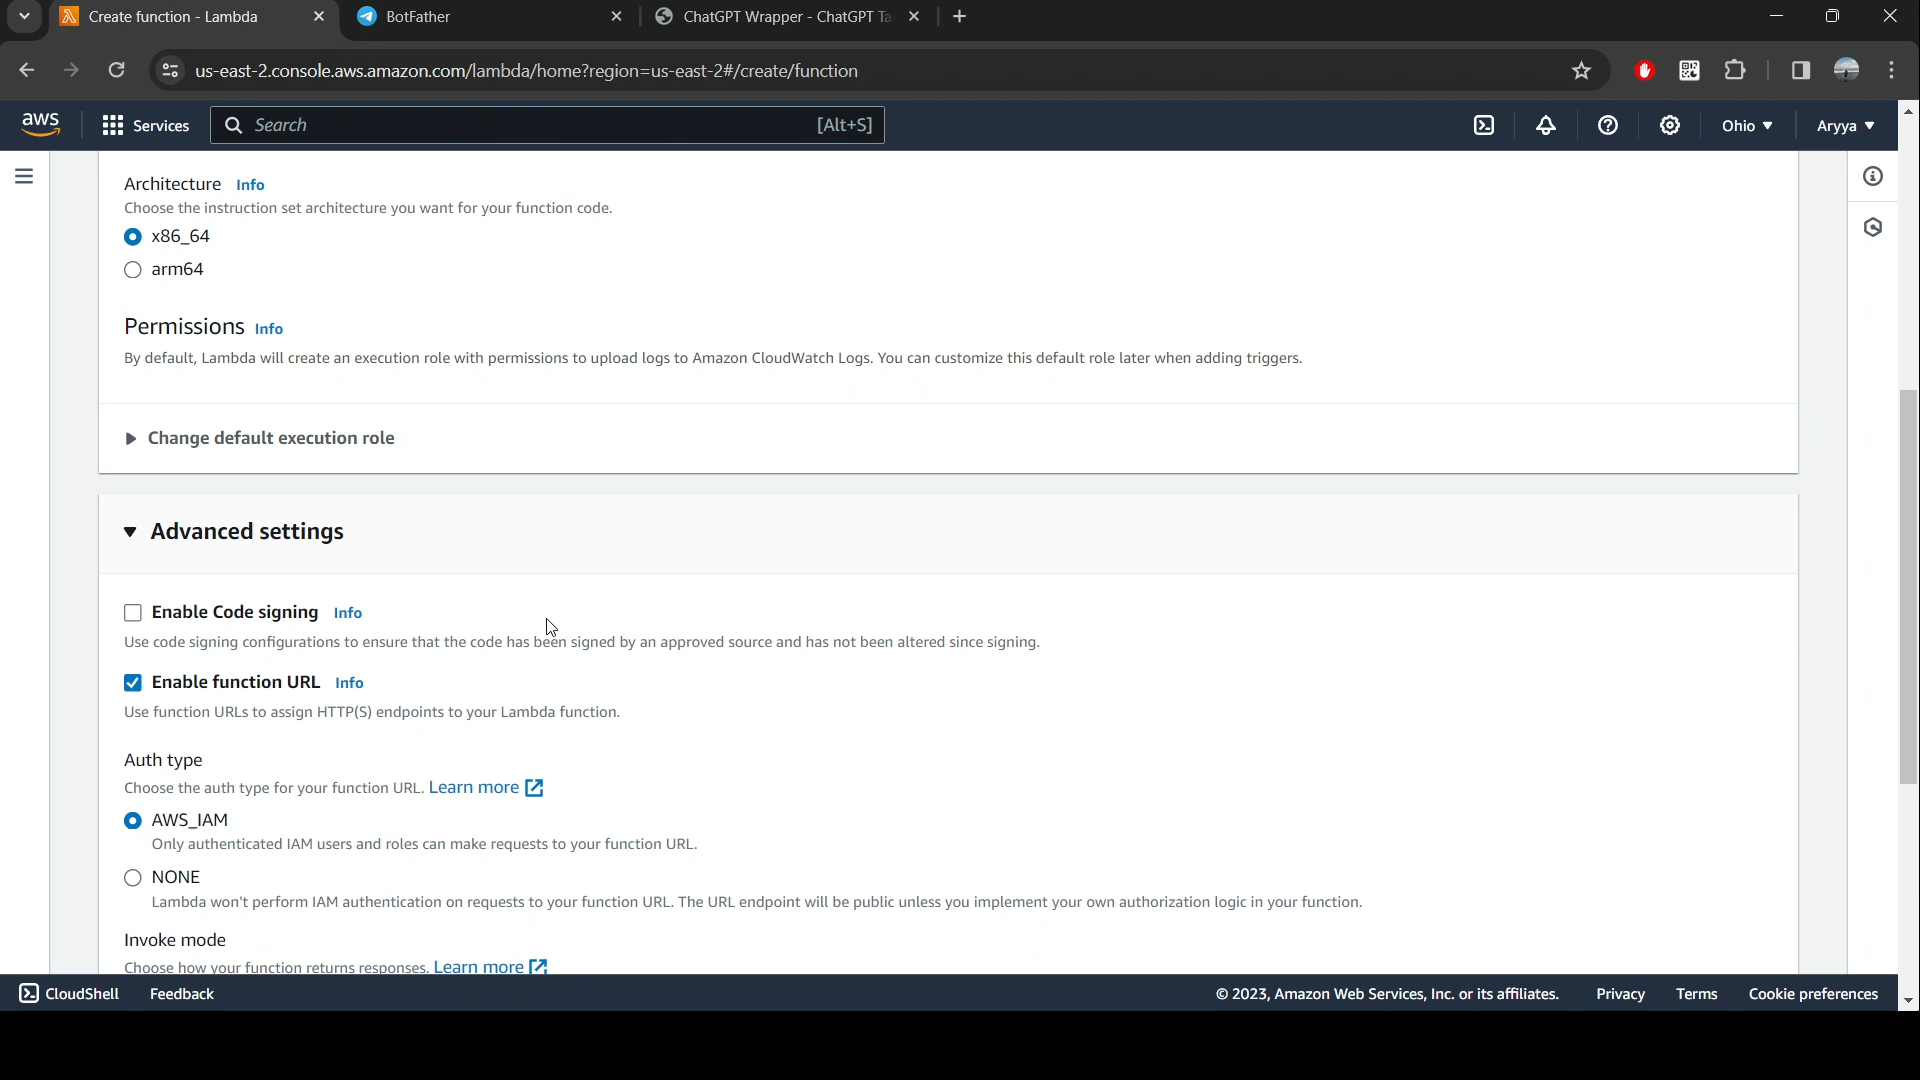 Create function - Lambda
BotFather
ChatGPT Wrapper - ChatGPT Ta
us-east-2.console.aws.amazon.com/lambda/home?region=us-east-2#/create/function
aws
Services
Search
[Alt+S]
Ohio
Aryya
Architecture Info
Choose the instruction set architecture you want for your function code.
x86_64
arm64
Permissions Info
By default, Lambda will create an execution role with permissions to upload logs to Amazon CloudWatch Logs. You can customize this default role later when adding triggers.
Change default execution role
Advanced settings
Enable Code signing Info
Use code signing configurations to ensure that the code has been signed by an approved source and has not been altered since signing.
Enable function URL Info
Use function URLs to assign HTTP(S) endpoints to your Lambda function.
Auth type
Choose the auth type for your function URL. Learn more
AWS_IAM
Only authenticated IAM users and roles can make requests to your function URL.
NONE
Lambda won't perform IAM authentication on requests to your function URL. The URL endpoint will be public unless you implement your own authorization logic in your function.
Invoke mode
Choose how your function returns responses. Learn more
CloudShell
Feedback
© 2023, Amazon Web Services, Inc. or its affiliates.
Privacy
Terms
Cookie preferences